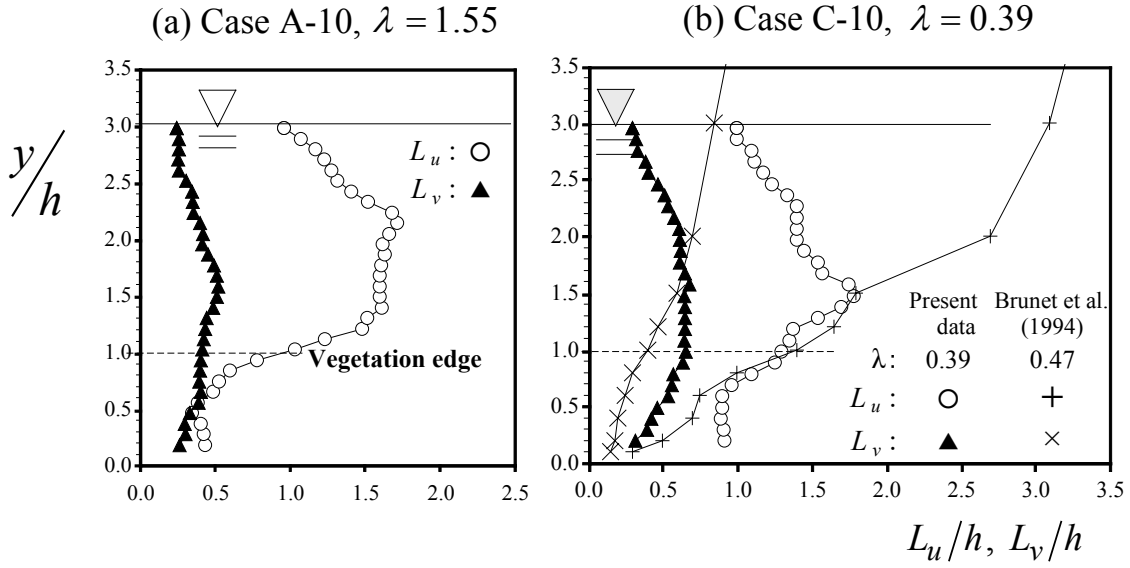 (a) Case A-10, λ = 1.55
(b) Case C-10, λ = 0.39
y/h
3.5
3.0
2.5
2.0
1.5
1.0
0.5
0.0
L_u : ○
L_v : ▲
Vegetation edge
0.0 0.5 1.0 1.5 2.0 2.5
3.5
3.0
2.5
2.0
1.5
1.0
0.5
0.0
Present Brunet et al.
data (1994)
λ: 0.39 0.47
L_u : ○ +
L_v : ▲ ×
0.0 0.5 1.0 1.5 2.0 2.5 3.0 3.5
L_u/h, L_v/h